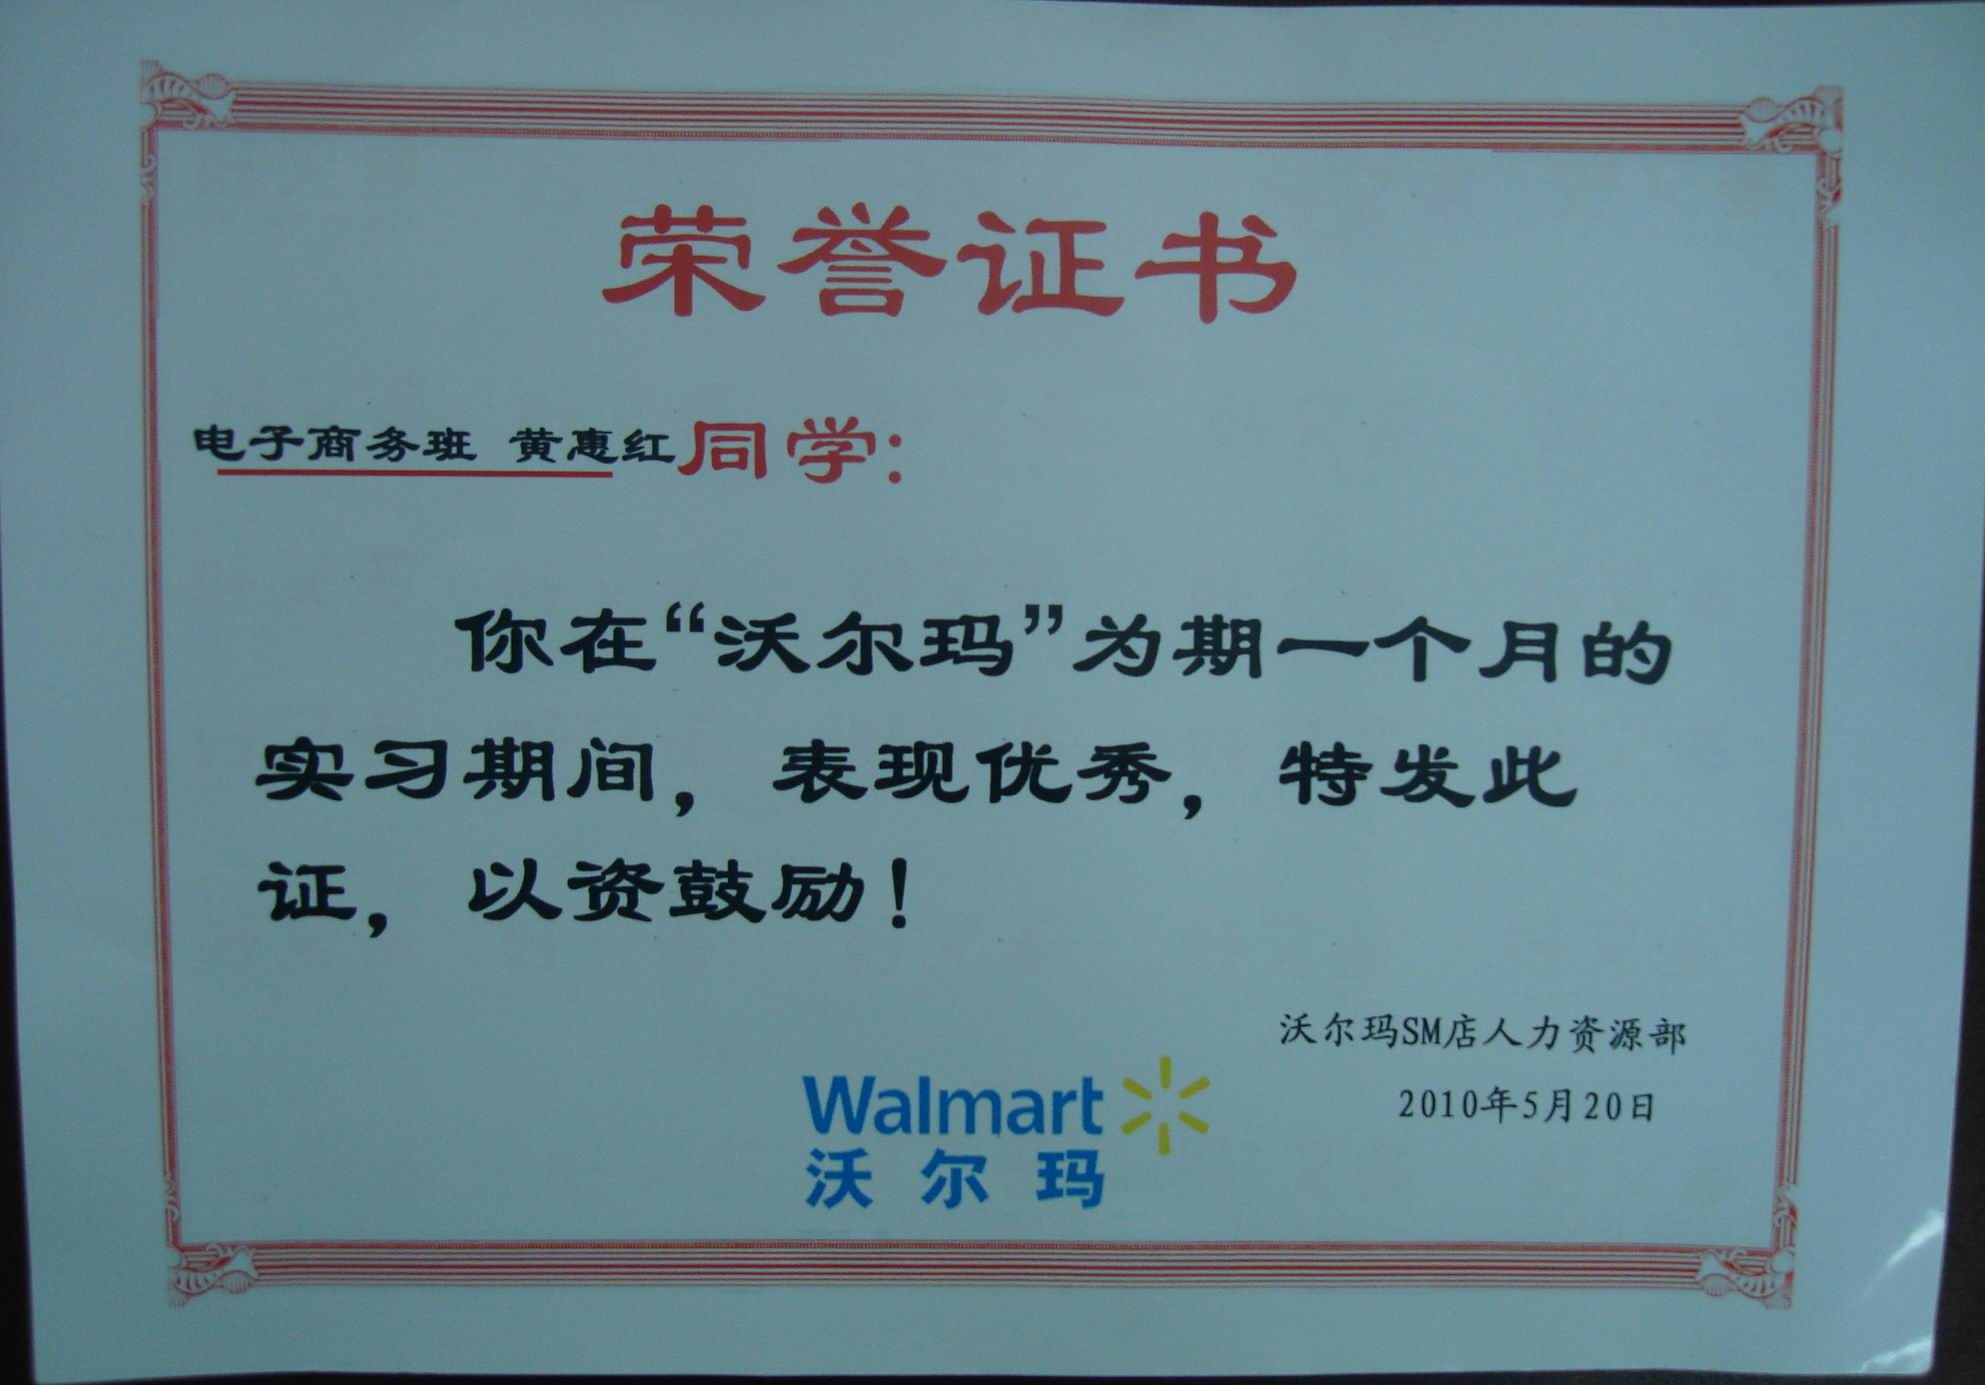 荣誉证书
电子商务班 黄惠红同学：
你在“沃尔玛”为期一个月的
实习期间，表现优秀，特发此
证，以资鼓励！
沃尔玛SM店人力资源部
2010年5月20日
Walmart
沃尔玛